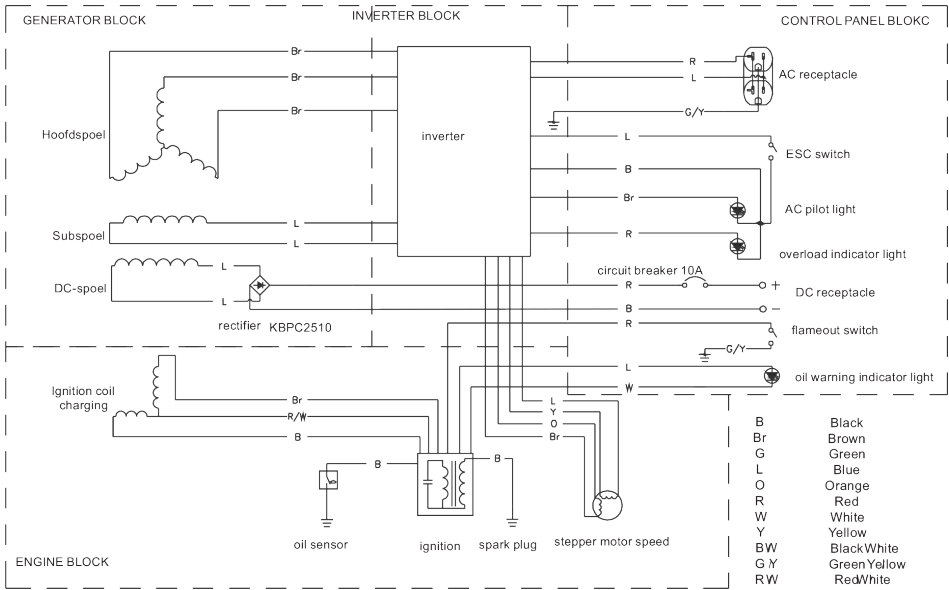 GENERATOR BLOCK
INVERTER BLOCK
CONTROL PANEL BLOKC
Br
Br
Br
Hoofdspoel
inverter
R
L
AC receptacle
G/Y
L
ESC switch
B
Br
AC pilot light
R
overload indicator light
L
L
Subspoel
L
DC-spoel
L
rectifier KBPC2510
circuit breaker 10A
R
+
DC receptacle
B
−
R
flameout switch
G/Y
L
oil warning indicator light
W
Ignition coil
charging
Br
R/W
B
L
Y
O
Br
B
B
oil sensor
ignition
spark plug
stepper motor speed
ENGINE BLOCK
B Black
Br Brown
G Green
L Blue
O Orange
R Red
W White
Y Yellow
BW BlackWhite
G/Y GreenYellow
RW RedWhite